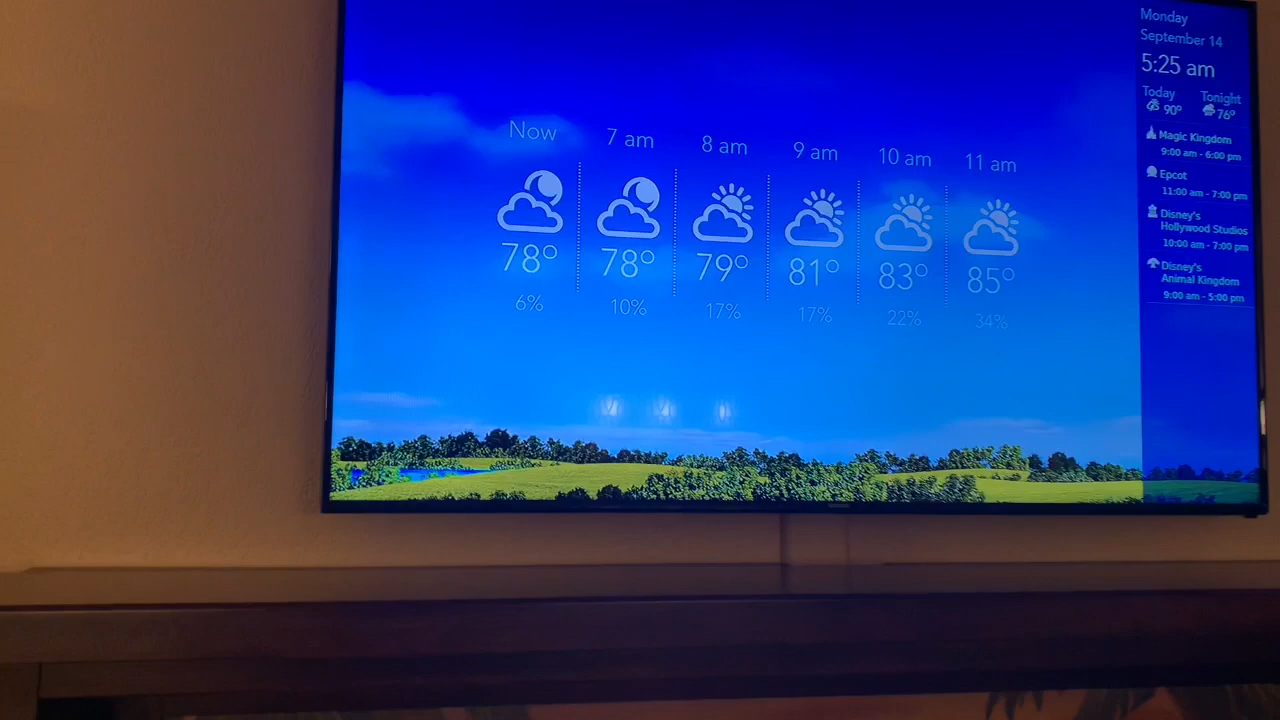 Now
7 am
8 am
9 am
10 am
11 am
78°
78°
79°
81°
83°
85°
6%
10%
17%
17%
22%
34%
Monday
September 14
5:25 am
Today
90°
Tonight
76°
Magic Kingdom
9:00 am - 6:00 pm
Epcot
11:00 am - 7:00 pm
Disney's
Hollywood Studios
10:00 am - 7:00 pm
Disney's
Animal Kingdom
9:00 am - 5:00 pm